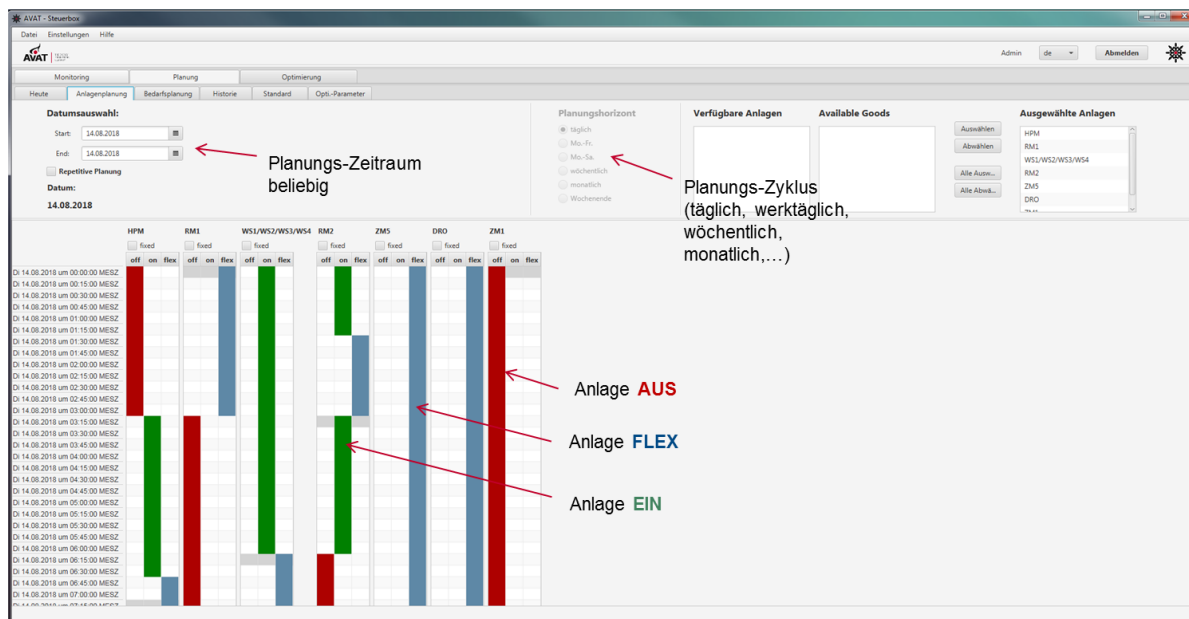 AVAT - Steuerbox
Datei Einstellungen Hilfe
AVAT
Admin de Abmelden
Monitoring Planung Optimierung
Heute Anlagenplanung Bedarfsplanung Historie Standard Opti.-Parameter
Datumsauswahl:
Start: 14.08.2018
End: 14.08.2018
Repetitive Planung
Datum:
14.08.2018
Planungs-Zeitraum
beliebig
Planungshorizont
täglich
Mo.-Fr.
Mo.-Sa.
wöchentlich
monatlich
Wochenende
Planungs-Zyklus
(täglich, werktäglich,
wöchentlich,
monatlich,…)
Verfügbare Anlagen
Available Goods
Auswählen
Abwählen
Alle Ausw...
Alle Abwä...
Ausgewählte Anlagen
HPM
RM1
WS1/WS2/WS3/WS4
RM2
ZM5
DRO
ZM1
HPM RM1 WS1/WS2/WS3/WS4 RM2 ZM5 DRO ZM1
fixed fixed fixed fixed fixed fixed fixed
off on flex off on flex off on flex off on flex off on flex off on flex off on flex
Di 14.08.2018 um 00:00:00 MESZ
Di 14.08.2018 um 00:15:00 MESZ
Di 14.08.2018 um 00:30:00 MESZ
Di 14.08.2018 um 00:45:00 MESZ
Di 14.08.2018 um 01:00:00 MESZ
Di 14.08.2018 um 01:15:00 MESZ
Di 14.08.2018 um 01:30:00 MESZ
Di 14.08.2018 um 01:45:00 MESZ
Di 14.08.2018 um 02:00:00 MESZ
Di 14.08.2018 um 02:15:00 MESZ
Di 14.08.2018 um 02:30:00 MESZ
Di 14.08.2018 um 02:45:00 MESZ
Di 14.08.2018 um 03:00:00 MESZ
Di 14.08.2018 um 03:15:00 MESZ
Di 14.08.2018 um 03:30:00 MESZ
Di 14.08.2018 um 03:45:00 MESZ
Di 14.08.2018 um 04:00:00 MESZ
Di 14.08.2018 um 04:15:00 MESZ
Di 14.08.2018 um 04:30:00 MESZ
Di 14.08.2018 um 04:45:00 MESZ
Di 14.08.2018 um 05:00:00 MESZ
Di 14.08.2018 um 05:15:00 MESZ
Di 14.08.2018 um 05:30:00 MESZ
Di 14.08.2018 um 05:45:00 MESZ
Di 14.08.2018 um 06:00:00 MESZ
Di 14.08.2018 um 06:15:00 MESZ
Di 14.08.2018 um 06:30:00 MESZ
Di 14.08.2018 um 06:45:00 MESZ
Di 14.08.2018 um 07:00:00 MESZ
Di 14.08.2018 um 07:15:00 MESZ
Anlage AUS
Anlage FLEX
Anlage EIN